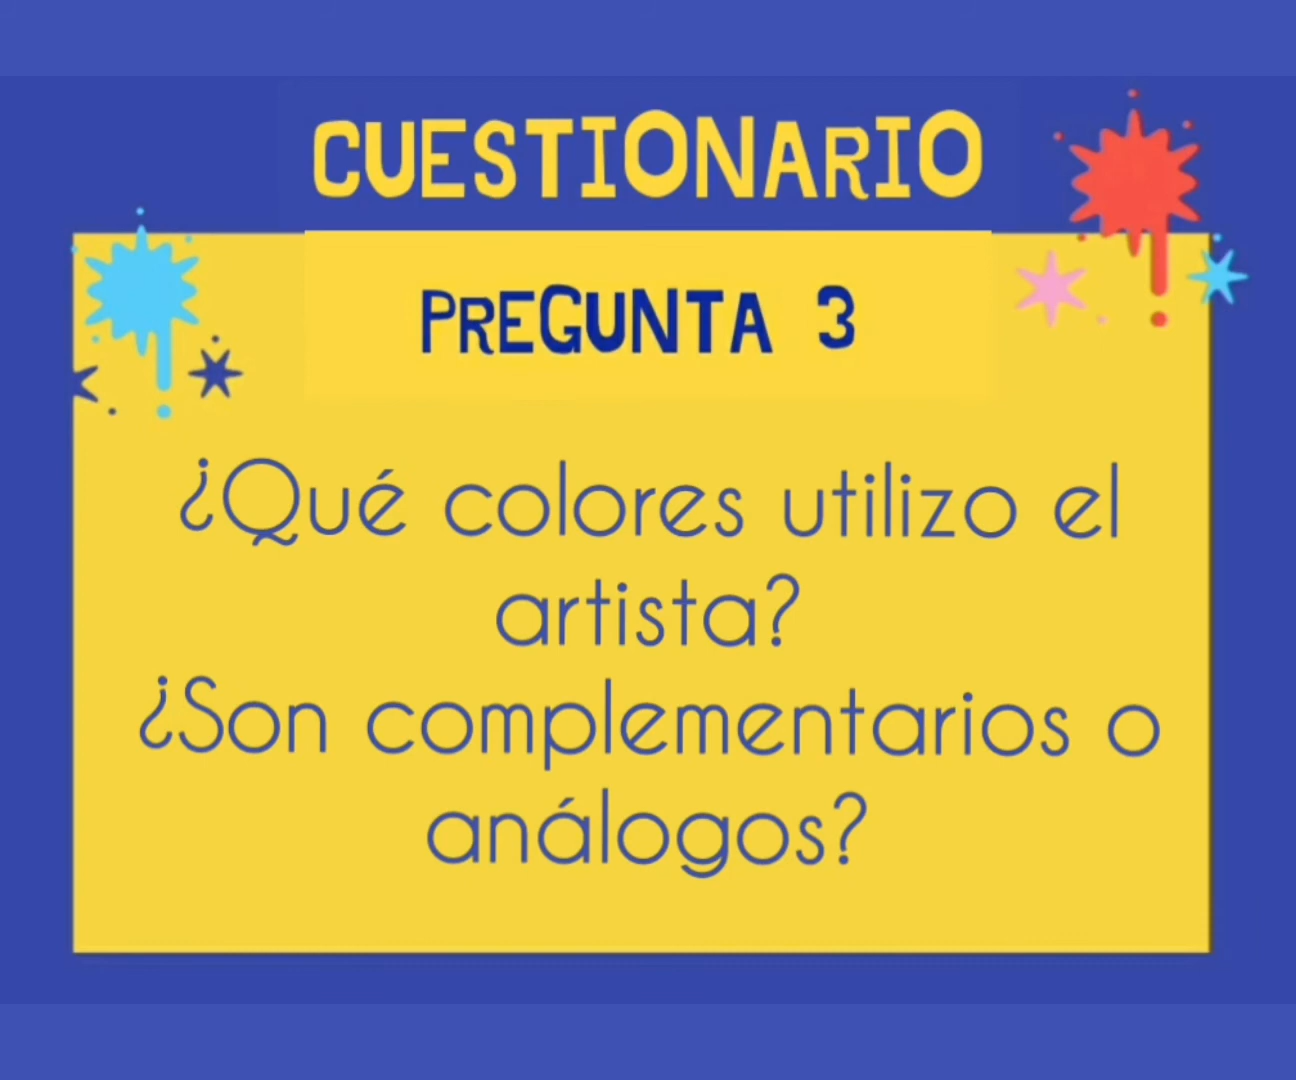 CUESTIONARIO
PREGUNTA 3
¿Qué colores utilizo el
artista?
¿Son complementarios o
análogos?